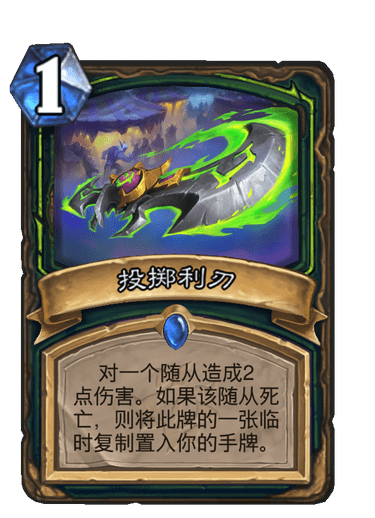 1
投掷利刃
对一个随从造成2
点伤害。如果该随从死
亡，则将此牌的一张临
时复制置入你的手牌。